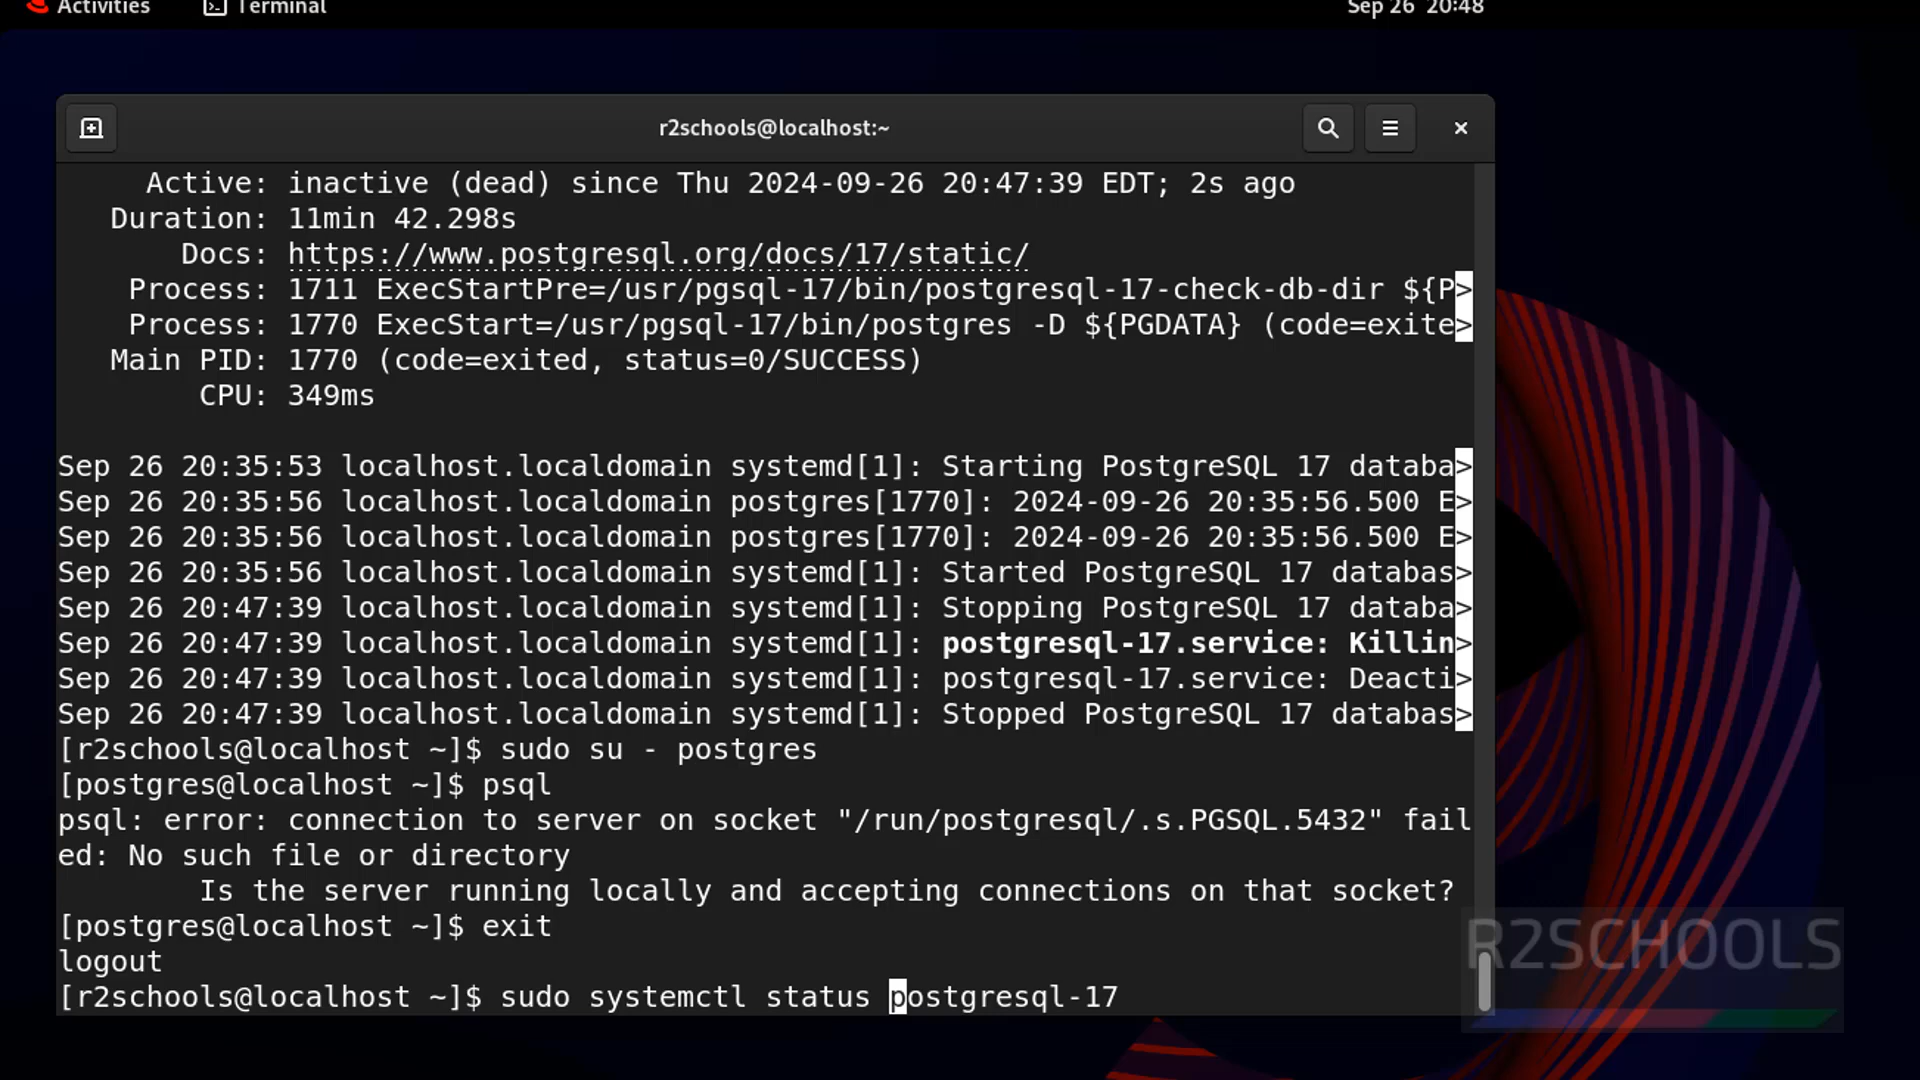 Activities Terminal Sep 26 20:48
r2schools@localhost:~
Active: inactive (dead) since Thu 2024-09-26 20:47:39 EDT; 2s ago
Duration: 11min 42.298s
Docs: https://www.postgresql.org/docs/17/static/
Process: 1711 ExecStartPre=/usr/pgsql-17/bin/postgresql-17-check-db-dir ${P>
Process: 1770 ExecStart=/usr/pgsql-17/bin/postgres -D ${PGDATA} (code=exite>
Main PID: 1770 (code=exited, status=0/SUCCESS)
CPU: 349ms
Sep 26 20:35:53 localhost.localdomain systemd[1]: Starting PostgreSQL 17 databa>
Sep 26 20:35:56 localhost.localdomain postgres[1770]: 2024-09-26 20:35:56.500 E>
Sep 26 20:35:56 localhost.localdomain postgres[1770]: 2024-09-26 20:35:56.500 E>
Sep 26 20:35:56 localhost.localdomain systemd[1]: Started PostgreSQL 17 databas>
Sep 26 20:47:39 localhost.localdomain systemd[1]: Stopping PostgreSQL 17 databa>
Sep 26 20:47:39 localhost.localdomain systemd[1]: postgresql-17.service: Killin>
Sep 26 20:47:39 localhost.localdomain systemd[1]: postgresql-17.service: Deacti>
Sep 26 20:47:39 localhost.localdomain systemd[1]: Stopped PostgreSQL 17 databas>
[r2schools@localhost ~]$ sudo su - postgres
[postgres@localhost ~]$ psql
psql: error: connection to server on socket "/run/postgresql/.s.PGSQL.5432" fail
ed: No such file or directory
Is the server running locally and accepting connections on that socket?
[postgres@localhost ~]$ exit
logout
[r2schools@localhost ~]$ sudo systemctl status postgresql-17
R2SCHOOLS